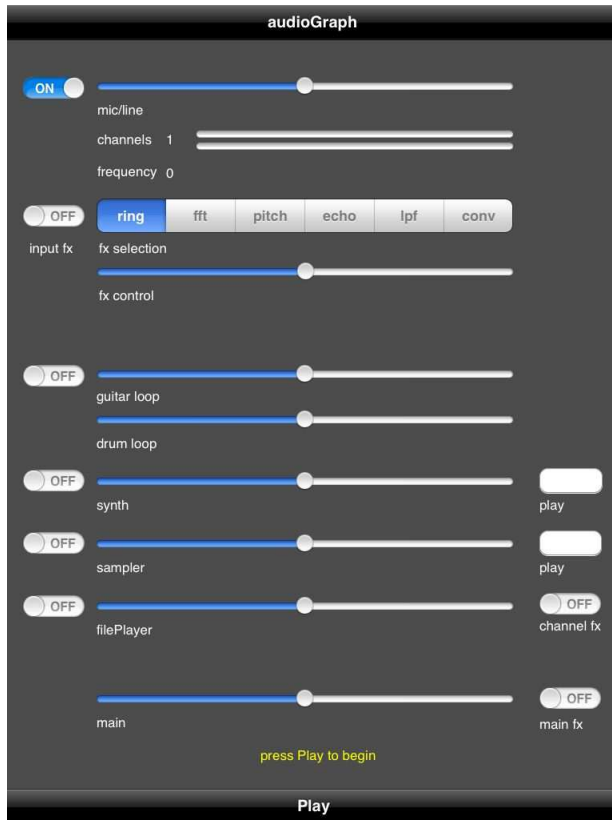 audioGraph
ON
mic/line
channels 1
frequency 0
OFF ring fft pitch echo lpf conv
input fx fx selection
fx control
OFF
guitar loop
drum loop
OFF
synth play
OFF
sampler play
OFF OFF
filePlayer channel fx
OFF
main main fx
press Play to begin
Play